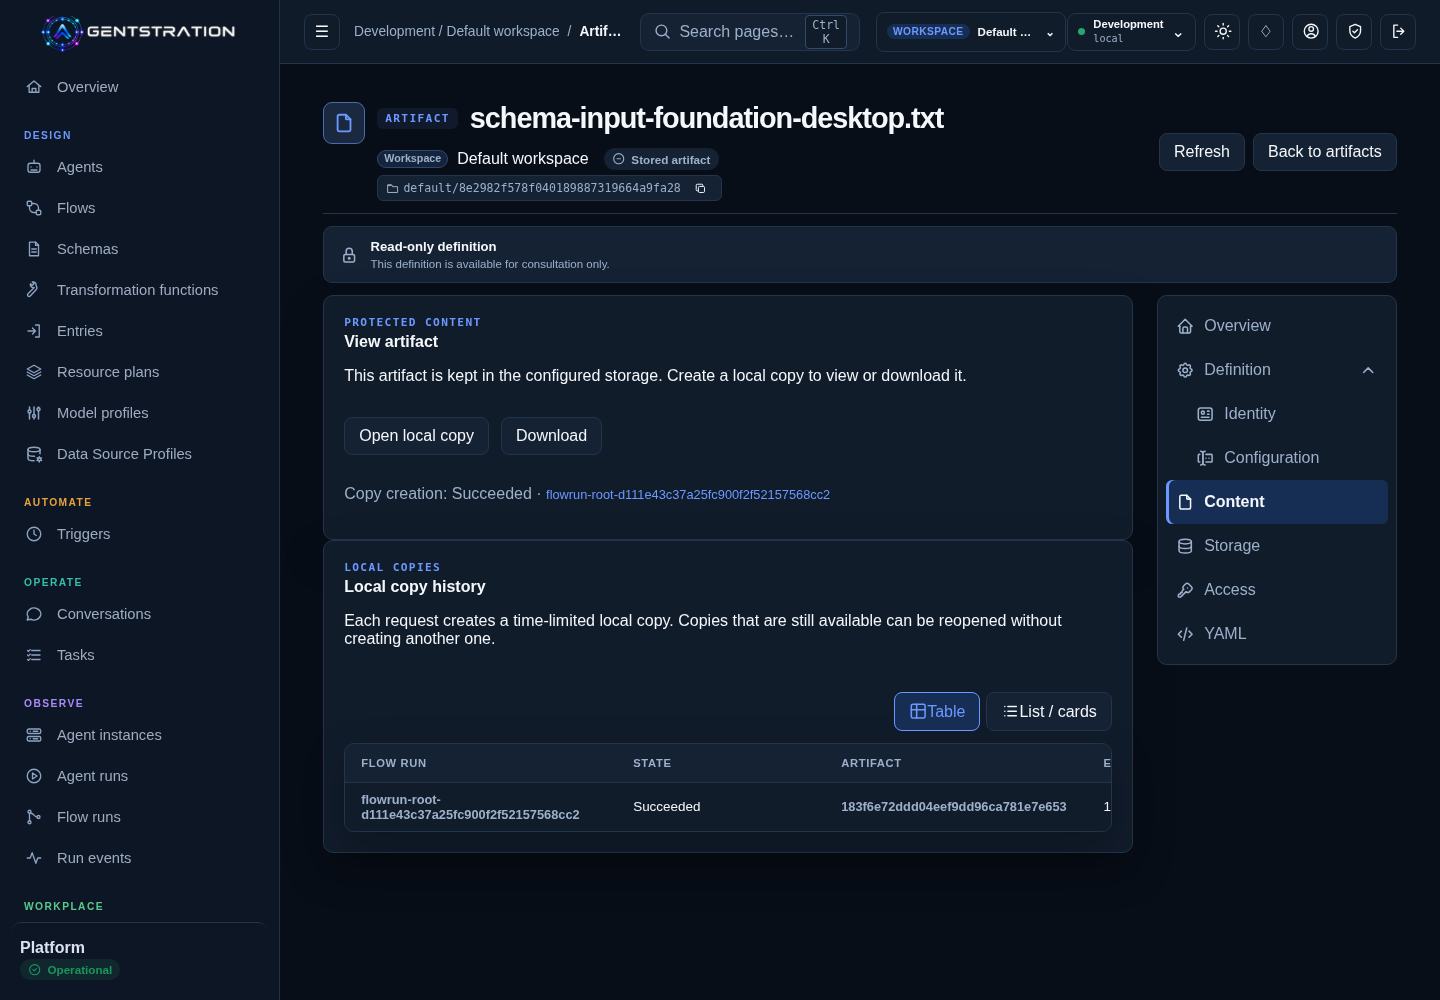 GENTSTRATION
Overview
DESIGN
Agents
Flows
Schemas
Transformation functions
Entries
Resource plans
Model profiles
Data Source Profiles
AUTOMATE
Triggers
OPERATE
Conversations
Tasks
OBSERVE
Agent instances
Agent runs
Flow runs
Run events
WORKPLACE
Platform
Operational
Development / Default workspace / Artif…
Search pages… Ctrl K
WORKSPACE Default …
Development
local
ARTIFACT schema-input-foundation-desktop.txt
Workspace Default workspace Stored artifact
default/8e2982f578f040189887319664a9fa28
Refresh
Back to artifacts
Read-only definition
This definition is available for consultation only.
PROTECTED CONTENT
View artifact
This artifact is kept in the configured storage. Create a local copy to view or download it.
Open local copy Download
Copy creation: Succeeded · flowrun-root-d111e43c37a25fc900f2f52157568cc2
LOCAL COPIES
Local copy history
Each request creates a time-limited local copy. Copies that are still available can be reopened without
creating another one.
Table List / cards
FLOW RUN STATE ARTIFACT E
flowrun-root-
d111e43c37a25fc900f2f52157568cc2 Succeeded 183f6e72ddd04eef9dd96ca781e7e653 1
Overview
Definition
Identity
Configuration
Content
Storage
Access
YAML